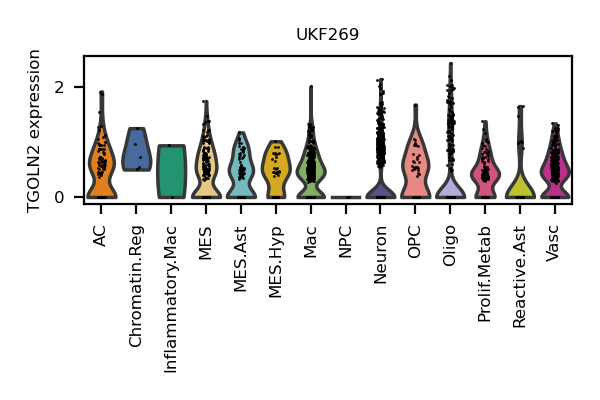 UKF269
TGOLN2 expression
2
0
AC
Chromatin.Reg
Inflammatory.Mac
MES
MES.Ast
MES.Hyp
Mac
NPC
Neuron
OPC
Oligo
Prolif.Metab
Reactive.Ast
Vasc